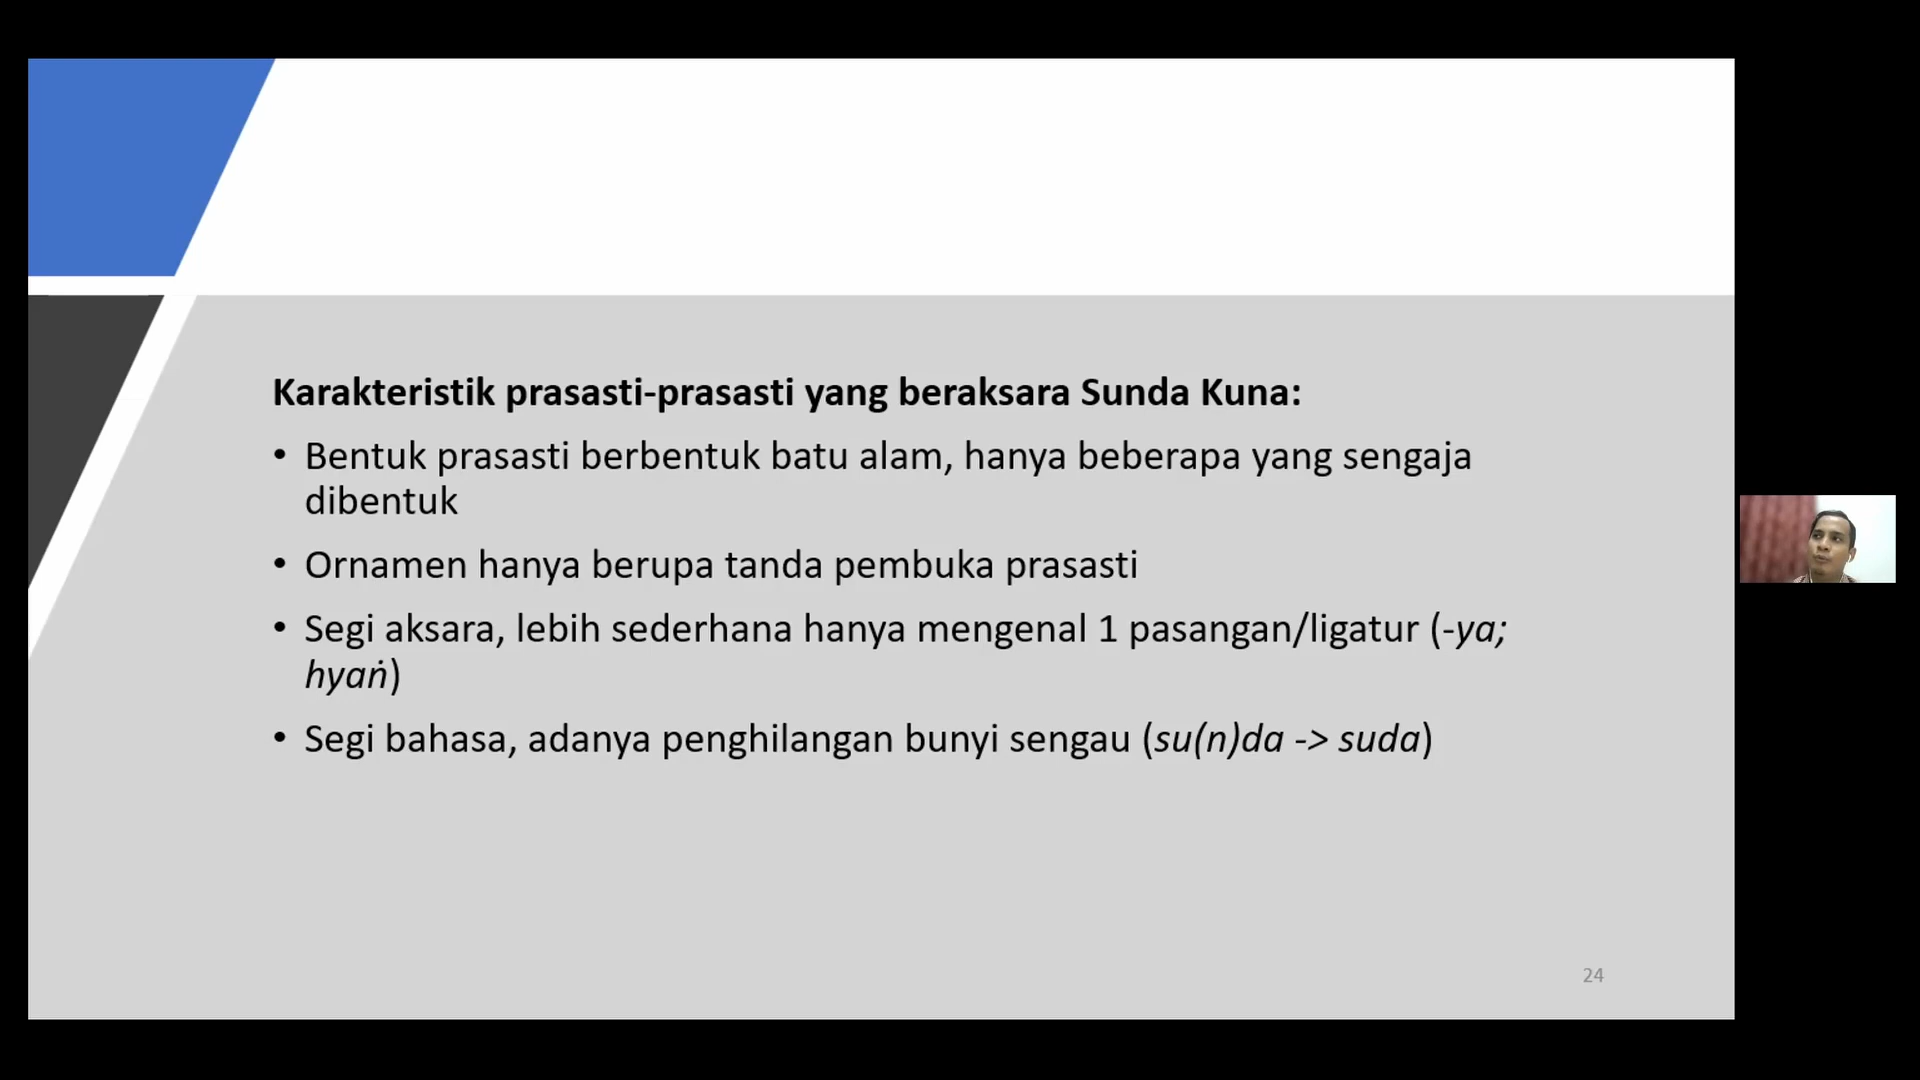 Karakteristik prasasti-prasasti yang beraksara Sunda Kuna:
• Bentuk prasasti berbentuk batu alam, hanya beberapa yang sengaja
dibentuk
• Ornamen hanya berupa tanda pembuka prasasti
• Segi aksara, lebih sederhana hanya mengenal 1 pasangan/ligatur (-ya;
hyaṅ)
• Segi bahasa, adanya penghilangan bunyi sengau (su(n)da -> suda)
24